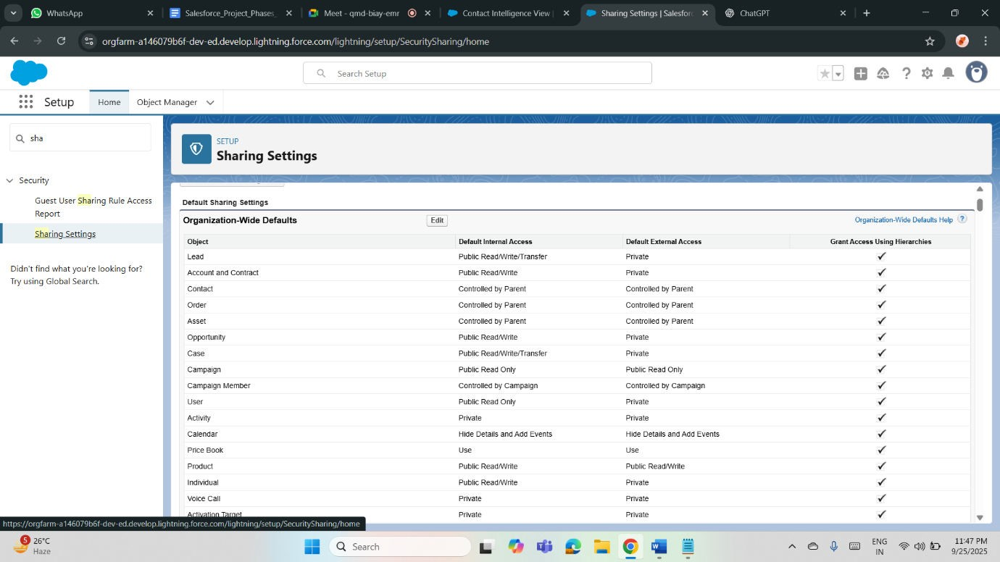 WhatsApp
Salesforce_Project_Phases_
Meet - qmd-biay-emr
Contact Intelligence View |
Sharing Settings | Salesforc
ChatGPT
orgfarm-a146079b6f-dev-ed.develop.lightning.force.com/lightning/setup/SecuritySharing/home
Search Setup
Setup
Home
Object Manager
sha
Security
Guest User Sharing Rule Access
Report
Sharing Settings
Didn't find what you're looking for?
Try using Global Search.
SETUP
Sharing Settings
Default Sharing Settings
Organization-Wide Defaults
Edit
Organization-Wide Defaults Help ?
Object Default Internal Access Default External Access Grant Access Using Hierarchies
Lead Public Read/Write/Transfer Private
Account and Contract Public Read/Write Private
Contact Controlled by Parent Controlled by Parent
Order Controlled by Parent Controlled by Parent
Asset Controlled by Parent Controlled by Parent
Opportunity Public Read/Write Private
Case Public Read/Write/Transfer Private
Campaign Public Read Only Public Read Only
Campaign Member Controlled by Campaign Controlled by Campaign
User Public Read Only Private
Activity Private Private
Calendar Hide Details and Add Events Hide Details and Add Events
Price Book Use Use
Product Public Read/Write Public Read/Write
Individual Public Read/Write Private
Voice Call Private Private
Activation Target Private Private
https://orgfarm-a146079b6f-dev-ed.develop.lightning.force.com/lightning/setup/SecuritySharing/home
5
26°C
Haze
Search
ENG
IN
11:47 PM
9/25/2025